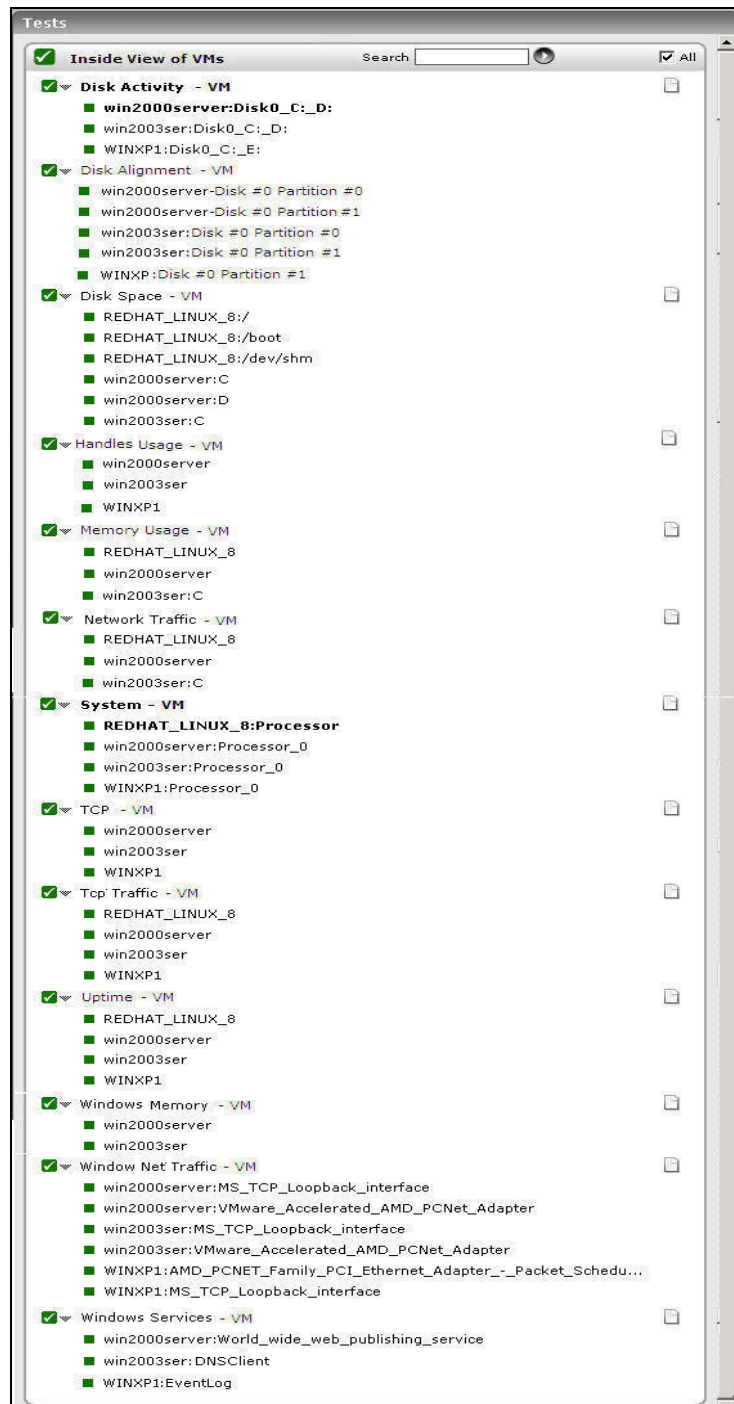 Tests
Inside View of VMs Search All
Disk Activity - VM
win2000server:Disk0_C:_D:
win2003ser:Disk0_C:_D:
WINXP1:Disk0_C:_E:
Disk Alignment - VM
win2000server-Disk #0 Partition #0
win2000server-Disk #0 Partition #1
win2003ser:Disk #0 Partition #0
win2003ser:Disk #0 Partition #1
WINXP:Disk #0 Partition #1
Disk Space - VM
REDHAT_LINUX_8:/
REDHAT_LINUX_8:/boot
REDHAT_LINUX_8:/dev/shm
win2000server:C
win2000server:D
win2003ser:C
Handles Usage - VM
win2000server
win2003ser
WINXP1
Memory Usage - VM
REDHAT_LINUX_8
win2000server
win2003ser:C
Network Traffic - VM
REDHAT_LINUX_8
win2000server
win2003ser:C
System - VM
REDHAT_LINUX_8:Processor
win2000server:Processor_0
win2003ser:Processor_0
WINXP1:Processor_0
TCP - VM
win2000server
win2003ser
WINXP1
Tcp Traffic - VM
REDHAT_LINUX_8
win2000server
win2003ser
WINXP1
Uptime - VM
REDHAT_LINUX_8
win2000server
win2003ser
WINXP1
Windows Memory - VM
win2000server
win2003ser
Window Net Traffic - VM
win2000server:MS_TCP_Loopback_interface
win2000server:VMware_Accelerated_AMD_PCNet_Adapter
win2003ser:MS_TCP_Loopback_interface
win2003ser:VMware_Accelerated_AMD_PCNet_Adapter
WINXP1:AMD_PCNET_Family_PCI_Ethernet_Adapter_-_Packet_Schedu...
WINXP1:MS_TCP_Loopback_interface
Windows Services - VM
win2000server:World_wide_web_publishing_service
win2003ser:DNSClient
WINXP1:EventLog